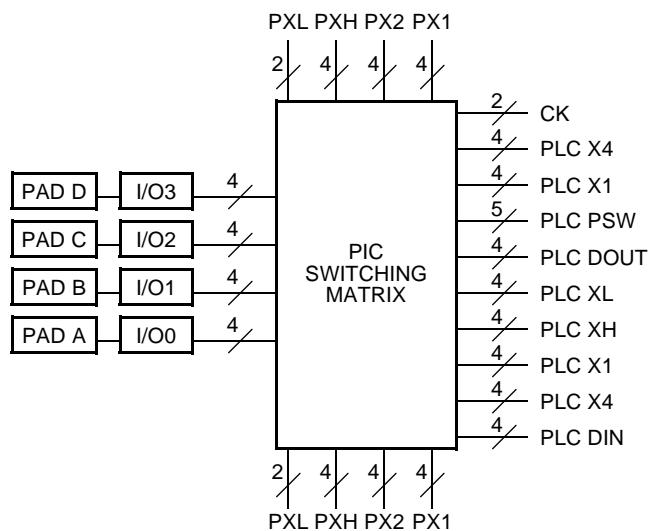 PXL PXH PX2 PX1
2 4 4 4
2 CK
4 PLC X4
4 PLC X1
5 PLC PSW
4 PLC DOUT
4 PLC XL
4 PLC XH
4 PLC X1
4 PLC X4
4 PLC DIN
PAD D I/O3 4
PAD C I/O2 4
PAD B I/O1 4
PAD A I/O0 4
PIC
SWITCHING
MATRIX
2 4 4 4
PXL PXH PX2 PX1